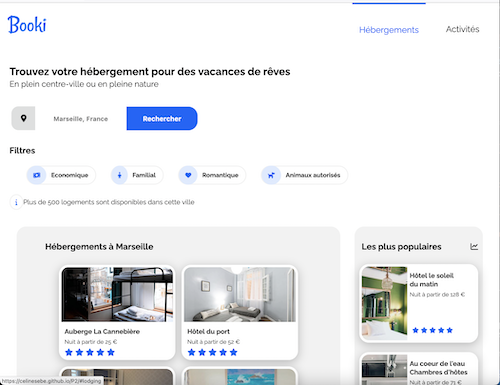 Booki
Hébergements
Activités
Trouvez votre hébergement pour des vacances de rêves
En plein centre-ville ou en pleine nature
Marseille, France
Rechercher
Filtres
Economique
Familial
Romantique
Animaux autorisés
Plus de 500 logements sont disponibles dans cette ville
Hébergements à Marseille
Auberge La Cannebière
Nuit à partir de 25 €
Hôtel du port
Nuit à partir de 52 €
Les plus populaires
Hôtel le soleil
du matin
Nuit à partir de 128 €
Au coeur de l'eau
Chambres d'hôtes
Nuit à partir de 71 €
https://celinesebe.github.io/P2/#lodging